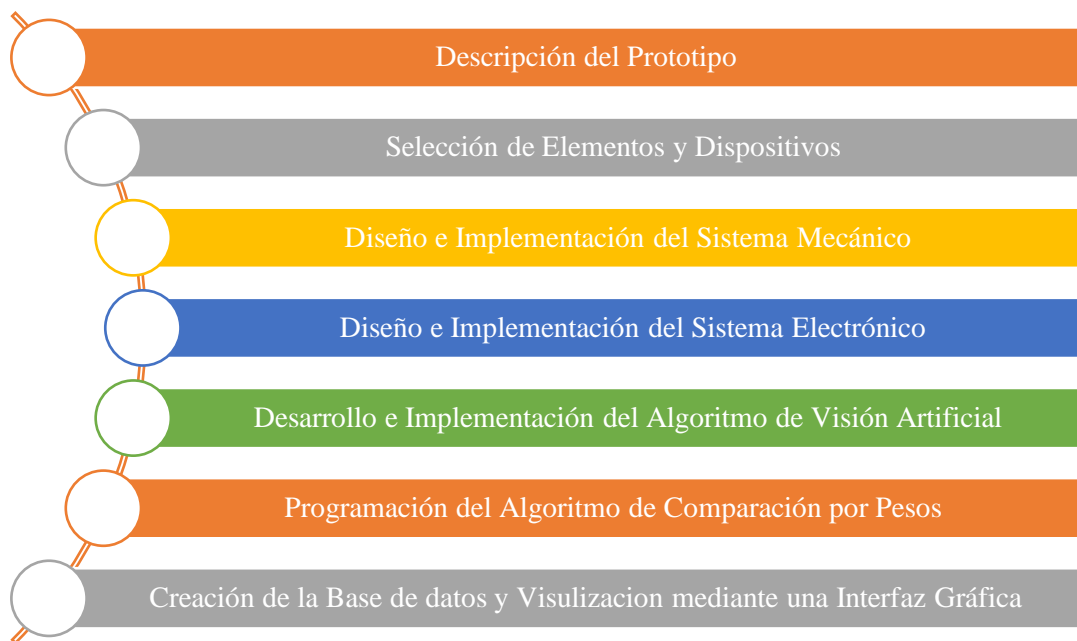 Descripción del Prototipo
Selección de Elementos y Dispositivos
Diseño e Implementación del Sistema Mecánico
Diseño e Implementación del Sistema Electrónico
Desarrollo e Implementación del Algoritmo de Visión Artificial
Programación del Algoritmo de Comparación por Pesos
Creación de la Base de datos y Visulizacion mediante una Interfaz Gráfica